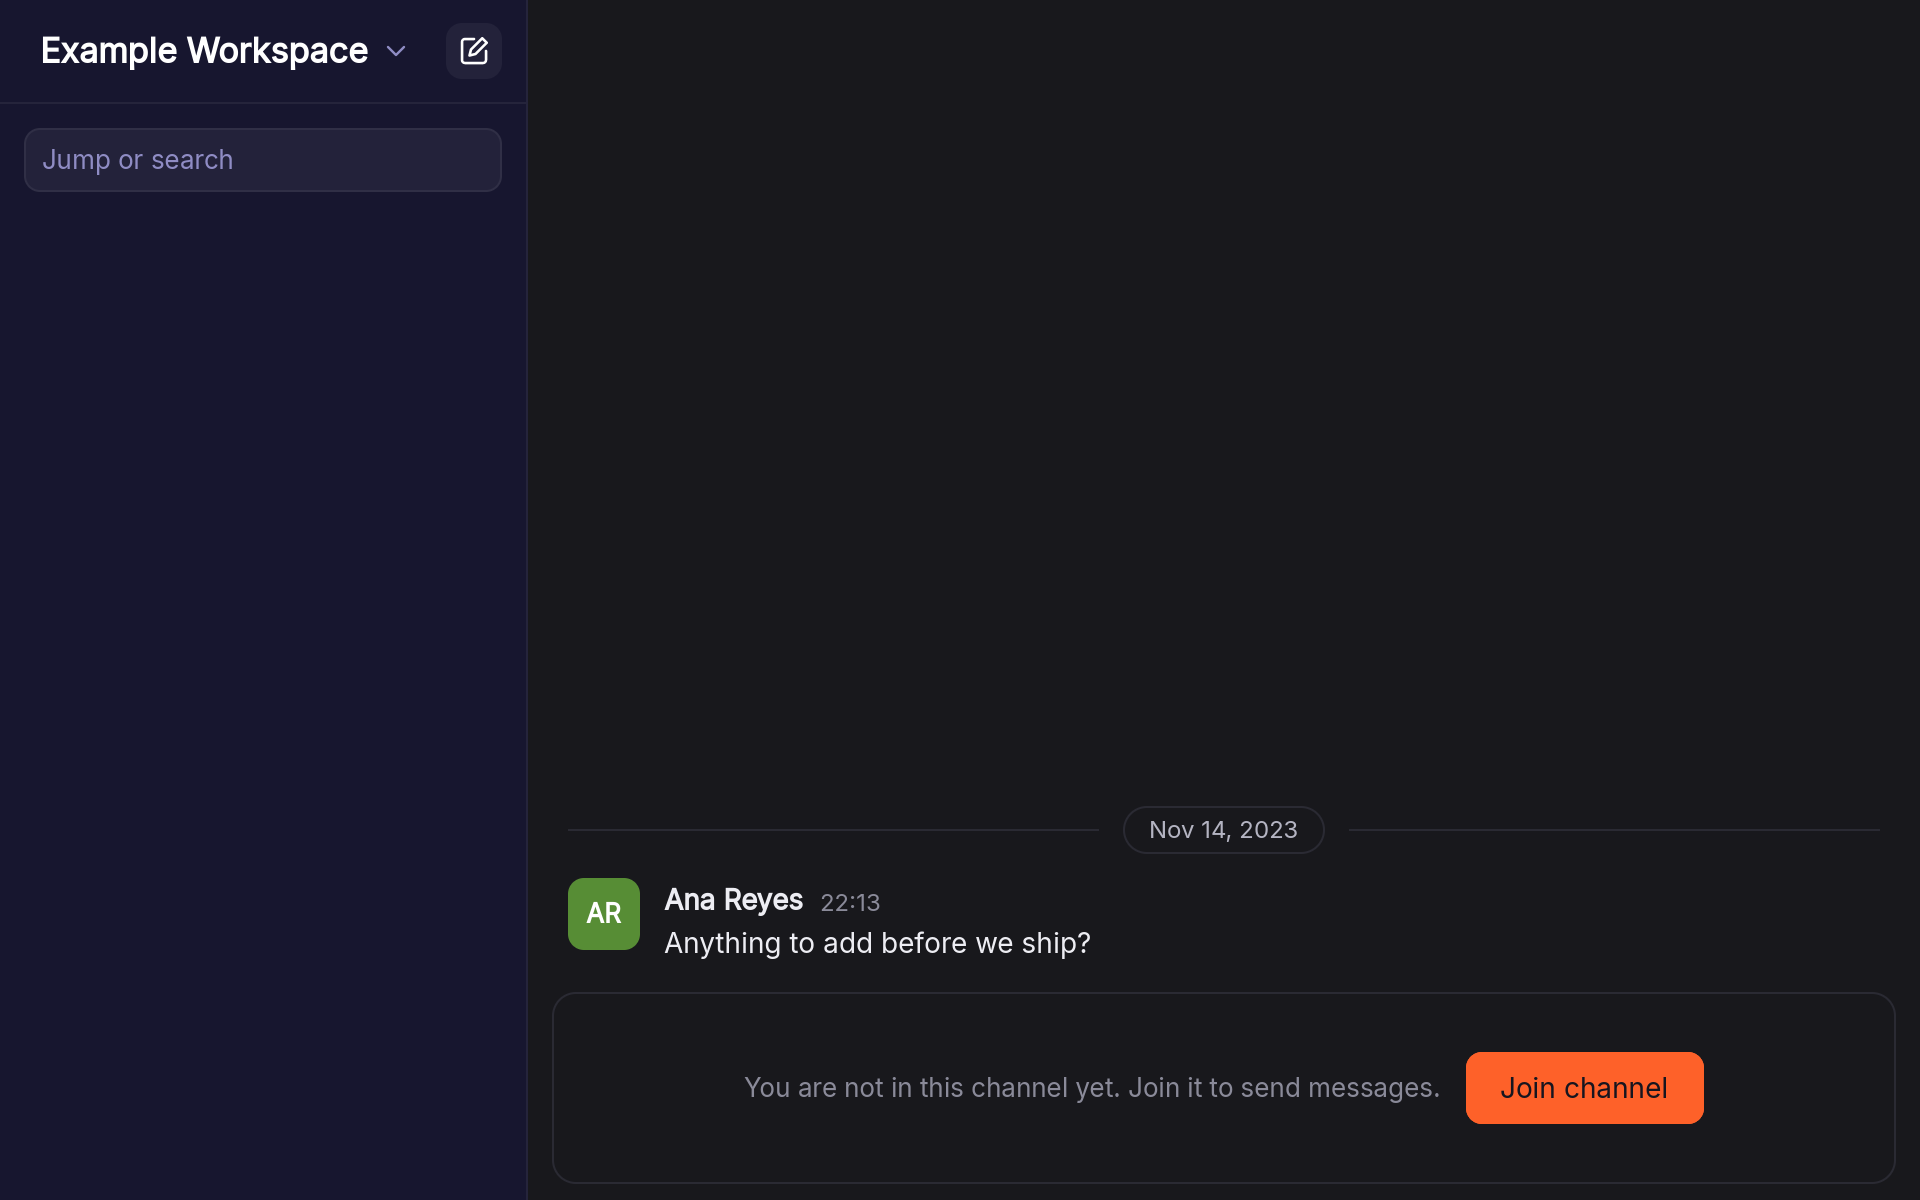 Example Workspace
Jump or search
Nov 14, 2023
AR
Ana Reyes 22:13
Anything to add before we ship?
You are not in this channel yet. Join it to send messages.
Join channel